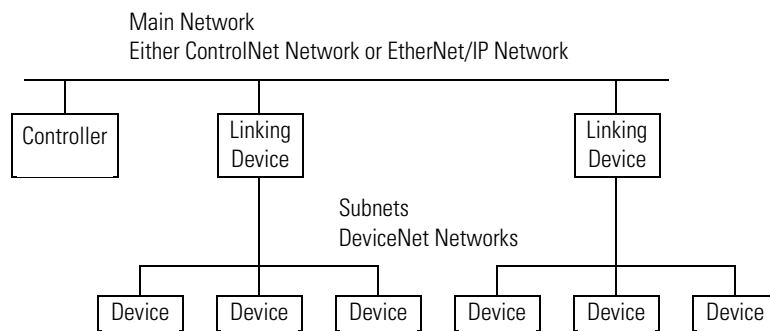 Main Network
Either ControlNet Network or EtherNet/IP Network
Controller
Linking
Device
Linking
Device
Subnets
DeviceNet Networks
Device
Device
Device
Device
Device
Device